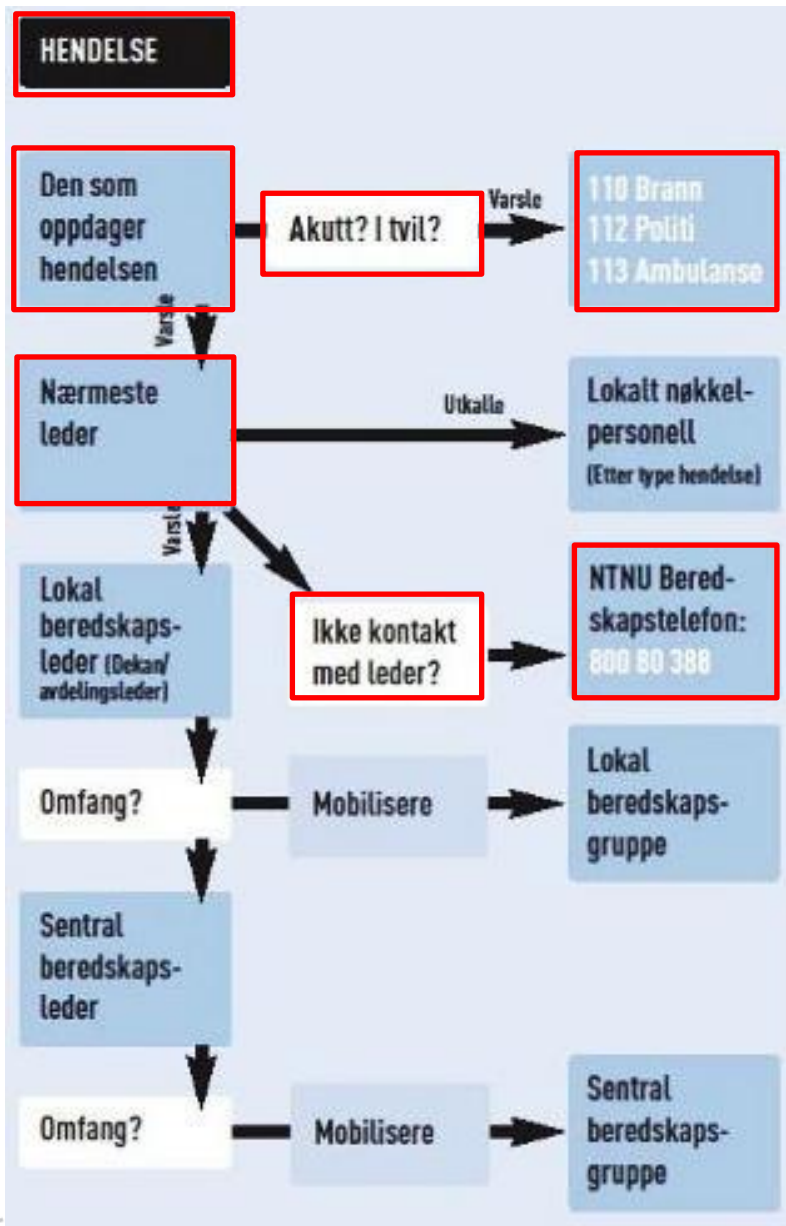 HENDELSE
Den som
oppdager
hendelsen
Akutt? I tvil?
Varsle
110 Brann
112 Politi
113 Ambulanse
Varsle
Nærmeste
leder
Utkalle
Lokalt nøkkel-
personell
(Etter type hendelse)
Varsle
Lokal
beredskaps-
leder (Dekan/
avdelingsleder)
Ikke kontakt
med leder?
NTNU Bered-
skapstelefon:
800 80 388
Omfang?
Mobilisere
Lokal
beredskaps-
gruppe
Sentral
beredskaps-
leder
Omfang?
Mobilisere
Sentral
beredskaps-
gruppe